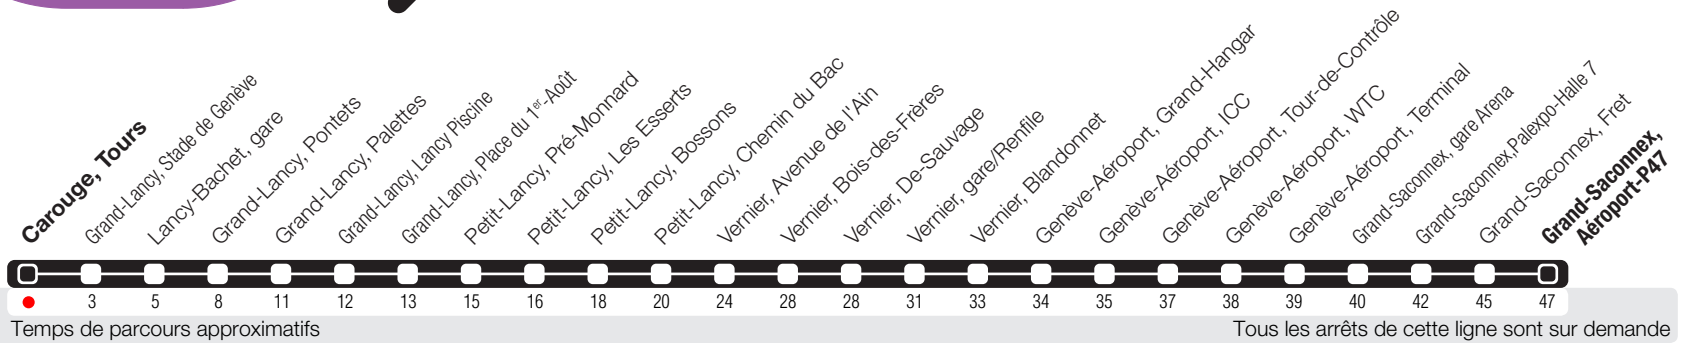 Carouge, Tours
Grand-Lancy, Stade de Genève
Lancy-Bachet, gare
Grand-Lancy, Pontets
Grand-Lancy, Palettes
Grand-Lancy, Lancy Piscine
Grand-Lancy, Place du 1er-Août
Petit-Lancy, Pré-Monnard
Petit-Lancy, Les Esserts
Petit-Lancy, Bossons
Petit-Lancy, Chemin du Bac
Vernier, Avenue de l'Ain
Vernier, Bois-des-Frères
Vernier, De-Sauvage
Vernier, gare/Renfile
Vernier, Blandonnet
Genève-Aéroport, Grand-Hangar
Genève-Aéroport, ICC
Genève-Aéroport, Tour-de-Contrôle
Genève-Aéroport, WTC
Genève-Aéroport, Terminal
Grand-Saconnex, gare Arena
Grand-Saconnex,Palexpo-Halle 7
Grand-Saconnex, Fret
Grand-Saconnex,
Aéroport-P47
3 5 8 11 12 13 15 16 18 20 24 28 28 31 33 34 35 37 38 39 40 42 45 47
Temps de parcours approximatifs
Tous les arrêts de cette ligne sont sur demande